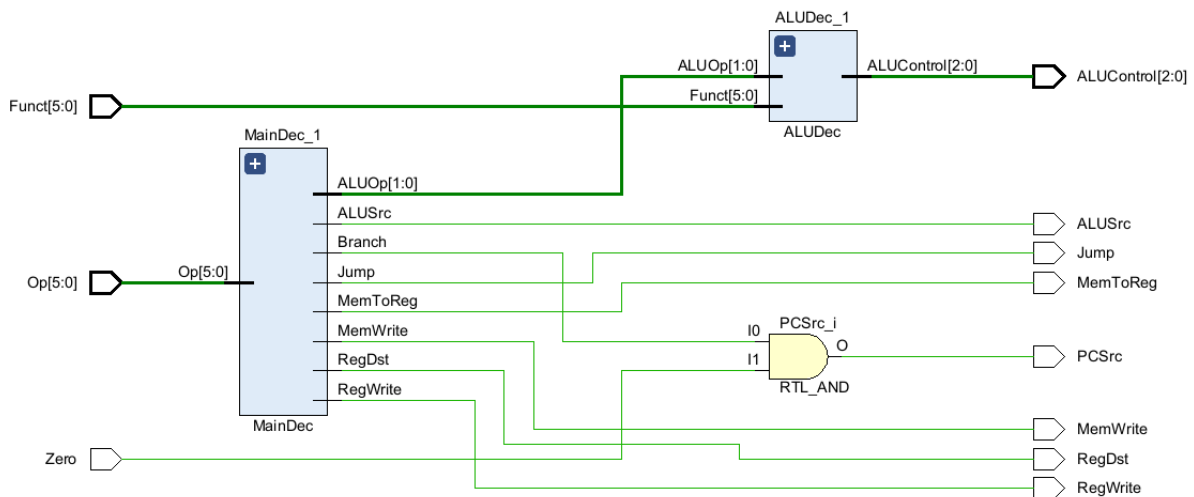 ALUDec_1
ALUOp[1:0]
ALUControl[2:0]
ALUControl[2:0]
Funct[5:0]
Funct[5:0]
ALUDec
MainDec_1
ALUOp[1:0]
ALUSrc
ALUSrc
Branch
Jump
Op[5:0]
Op[5:0]
Jump
MemToReg
MemToReg
MemWrite
PCSrc_i
I0
O
RegDst
I1
PCSrc
RTL_AND
RegWrite
MainDec
MemWrite
Zero
RegDst
RegWrite